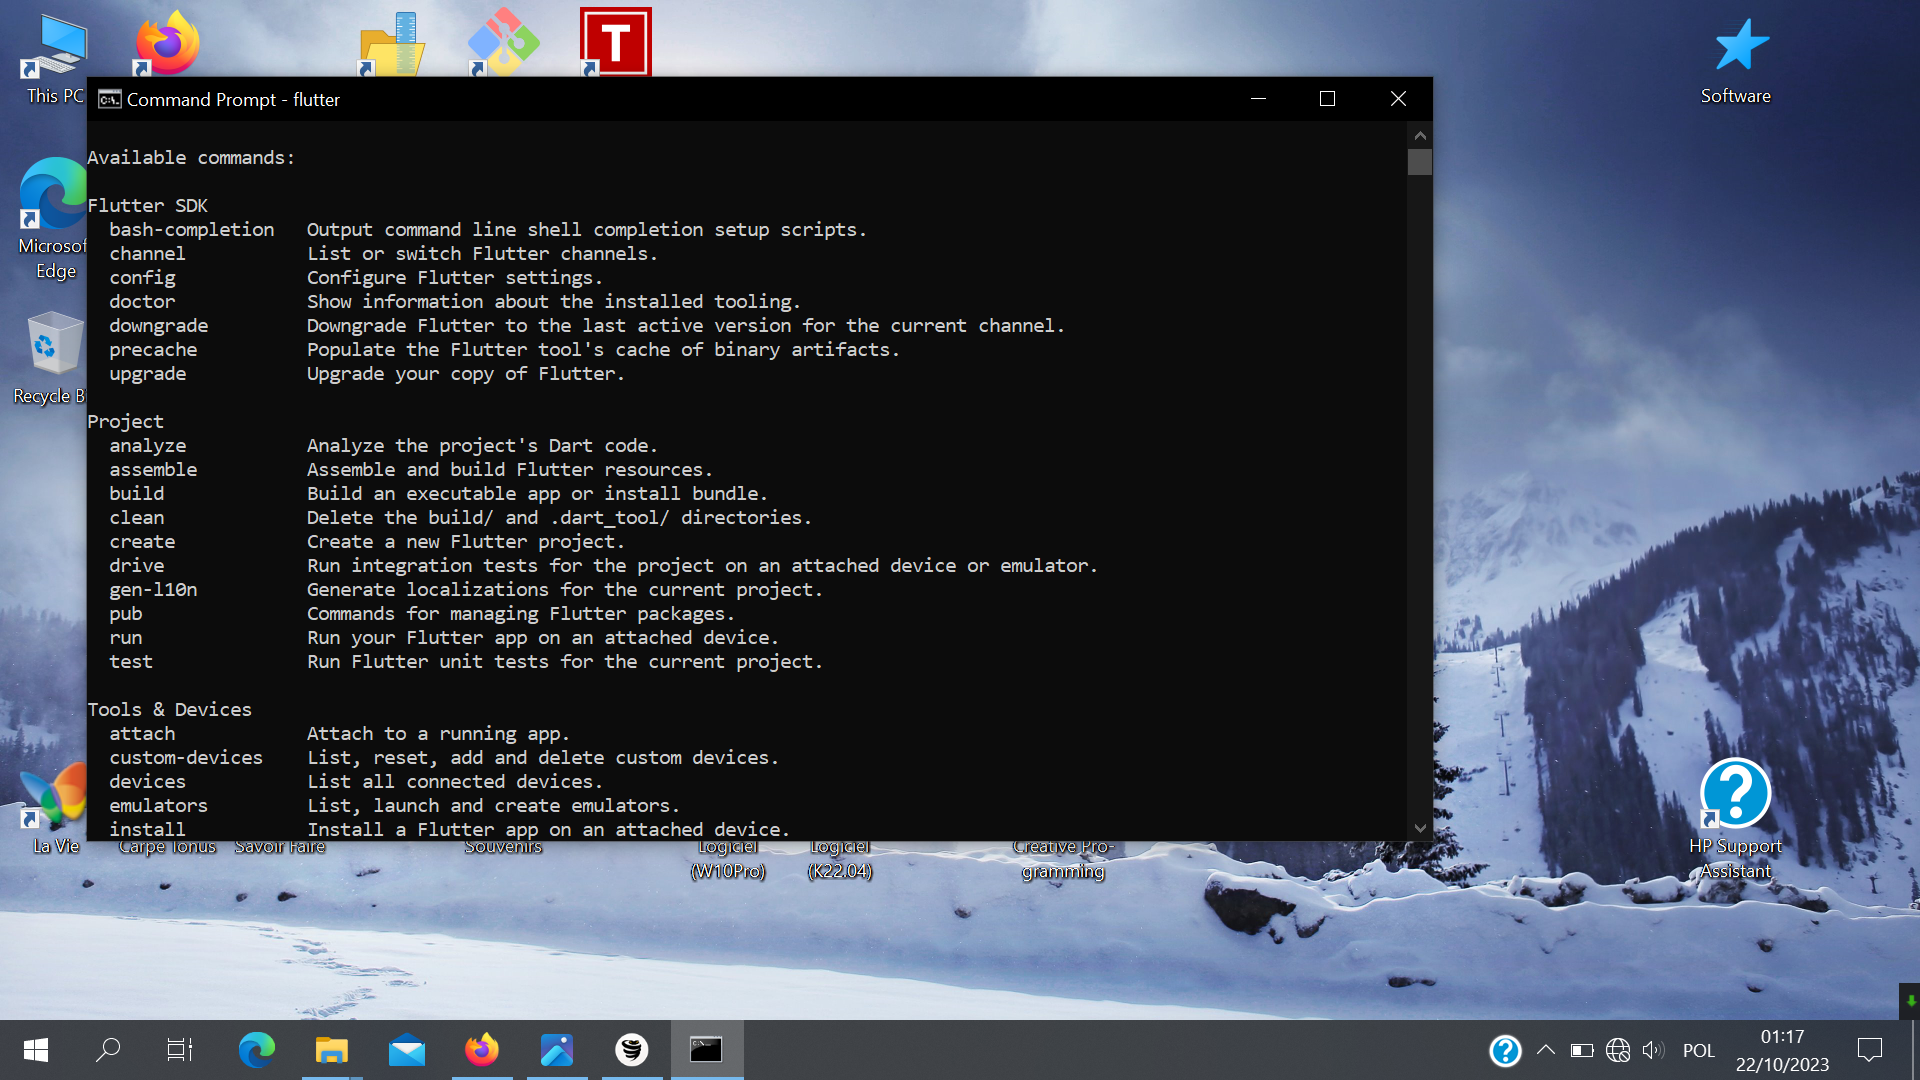 This PC
T
Software
Command Prompt - flutter
Available commands:
Flutter SDK
bash-completion Output command line shell completion setup scripts.
channel List or switch Flutter channels.
config Configure Flutter settings.
doctor Show information about the installed tooling.
downgrade Downgrade Flutter to the last active version for the current channel.
precache Populate the Flutter tool's cache of binary artifacts.
upgrade Upgrade your copy of Flutter.
Project
analyze Analyze the project's Dart code.
assemble Assemble and build Flutter resources.
build Build an executable app or install bundle.
clean Delete the build/ and .dart_tool/ directories.
create Create a new Flutter project.
drive Run integration tests for the project on an attached device or emulator.
gen-l10n Generate localizations for the current project.
pub Commands for managing Flutter packages.
run Run your Flutter app on an attached device.
test Run Flutter unit tests for the current project.
Tools & Devices
attach Attach to a running app.
custom-devices List, reset, add and delete custom devices.
devices List all connected devices.
emulators List, launch and create emulators.
install Install a Flutter app on an attached device.
Microsof
Edge
Recycle B
La Vie
Carpe Tonus
Savoir Faire
Souvenirs
Logiciel
(W10Pro)
Logiciel
(K22.04)
Creative Pro-
gramming
HP Support
Assistant
POL
01:17
22/10/2023